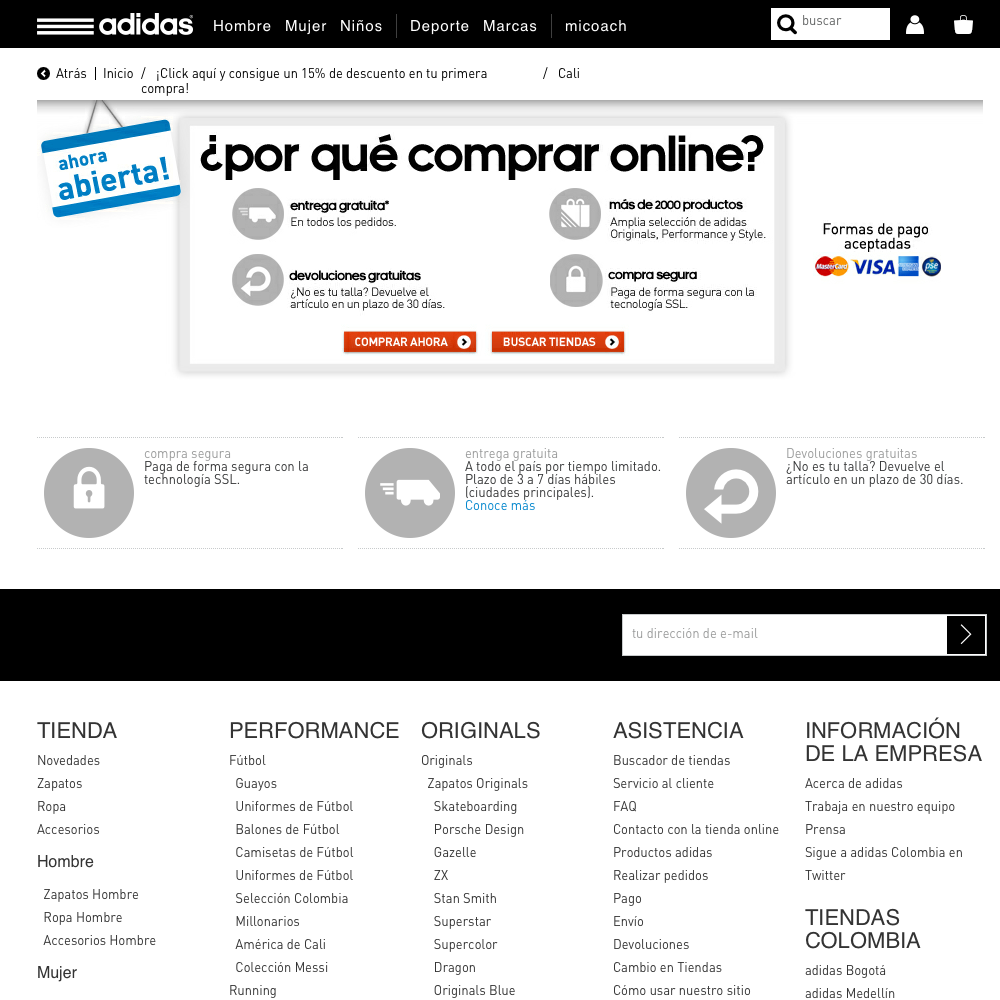 adidas Hombre Mujer Niños Deporte Marcas micoach buscar
Atrás | Inicio / ¡Click aquí y consigue un 15% de descuento en tu primera compra! / Cali
ahora
abierta!
¿por qué comprar online?
entrega gratuita*
En todos los pedidos.
más de 2000 productos
Amplia selección de adidas
Originals, Performance y Style.
devoluciones gratuitas
¿No es tu talla? Devuelve el
artículo en un plazo de 30 días.
compra segura
Paga de forma segura con la
tecnología SSL.
COMPRAR AHORA
BUSCAR TIENDAS
Formas de pago
aceptadas
MasterCard VISA pse
compra segura
Paga de forma segura con la
technología SSL.
entrega gratuita
A todo el país por tiempo limitado.
Plazo de 3 a 7 días hábiles
(ciudades principales).
Conoce más
Devoluciones gratuitas
¿No es tu talla? Devuelve el
artículo en un plazo de 30 días.
tu dirección de e-mail
TIENDA
Novedades
Zapatos
Ropa
Accesorios
Hombre
Zapatos Hombre
Ropa Hombre
Accesorios Hombre
Mujer
PERFORMANCE
Fútbol
Guayos
Uniformes de Fútbol
Balones de Fútbol
Camisetas de Fútbol
Uniformes de Fútbol
Selección Colombia
Millonarios
América de Cali
Colección Messi
Running
ORIGINALS
Originals
Zapatos Originals
Skateboarding
Porsche Design
Gazelle
ZX
Stan Smith
Superstar
Supercolor
Dragon
Originals Blue
ASISTENCIA
Buscador de tiendas
Servicio al cliente
FAQ
Contacto con la tienda online
Productos adidas
Realizar pedidos
Pago
Envío
Devoluciones
Cambio en Tiendas
Cómo usar nuestro sitio
INFORMACIÓN
DE LA EMPRESA
Acerca de adidas
Trabaja en nuestro equipo
Prensa
Sigue a adidas Colombia en
Twitter
TIENDAS
COLOMBIA
adidas Bogotá
adidas Medellín